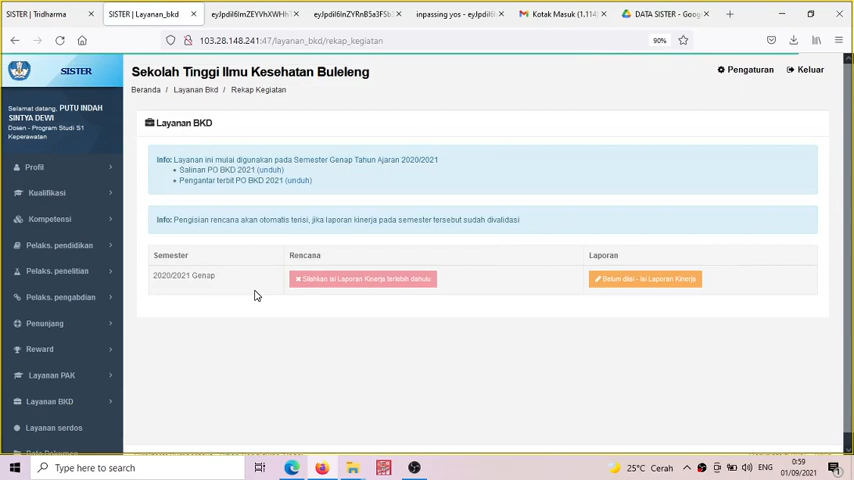 SISTER | Tridharma
SISTER | Layanan_bkd
inpassing yos - eyJpdil6Iml
Kotak Masuk (1.114)
DATA SISTER - Goog
103.28.148.241:47/layanan_bkd/rekap_kegiatan
90%
SISTER
Sekolah Tinggi Ilmu Kesehatan Buleleng
Pengaturan
Keluar
Beranda / Layanan Bkd / Rekap Kegiatan
Selamat datang, PUTU INDAH
SINTYA DEWI
Dosen - Program Studi S1
Keperawatan
Layanan BKD
Info: Layanan ini mulai digunakan pada Semester Genap Tahun Ajaran 2020/2021
Salinan PO BKD 2021 (unduh)
Pengantar terbit PO BKD 2021 (unduh)
Info: Pengisian rencana akan otomatis terisi, jika laporan kinerja pada semester tersebut sudah divalidasi
Semester
Rencana
Laporan
2020/2021 Genap
Silahkan isi Laporan Kinerja terlebih dahulu
Belum diisi - Isi Laporan Kinerja
Profil
Kualifikasi
Kompetensi
Pelaks. pendidikan
Pelaks. penelitian
Pelaks. pengabdian
Penunjang
Reward
Layanan PAK
Layanan BKD
Layanan serdos
Data Dokumen
Type here to search
25°C Cerah
ENG
0:59
01/09/2021